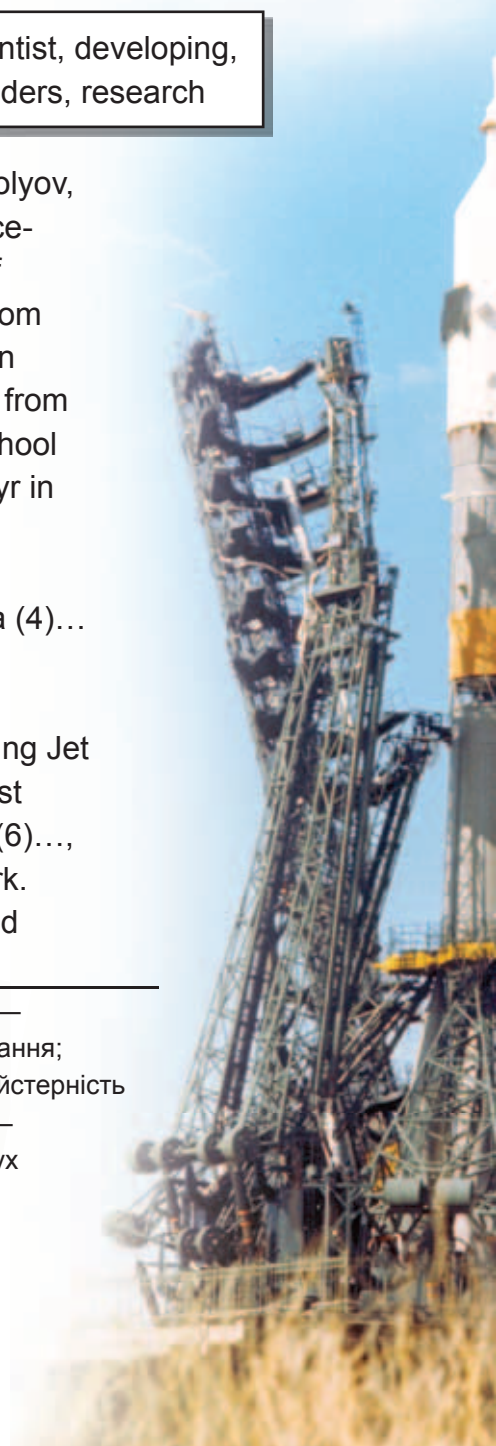 ntist, developing,
ders, research
olyov,
ce-
om
n
from
hool
yr in
a (4)…
ng Jet
st
(6)…,
rk.
d
—
ання;
йстерність
–
ух